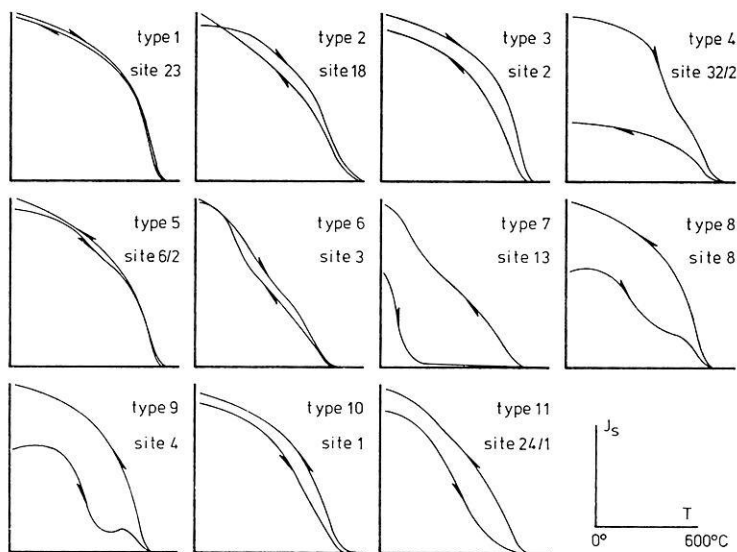 type 1
site 23
type 2
site 18
type 3
site 2
type 4
site 32/2
type 5
site 6/2
type 6
site 3
type 7
site 13
type 8
site 8
type 9
site 4
type 10
site 1
type 11
site 24/1
Js
T
0° 600°C